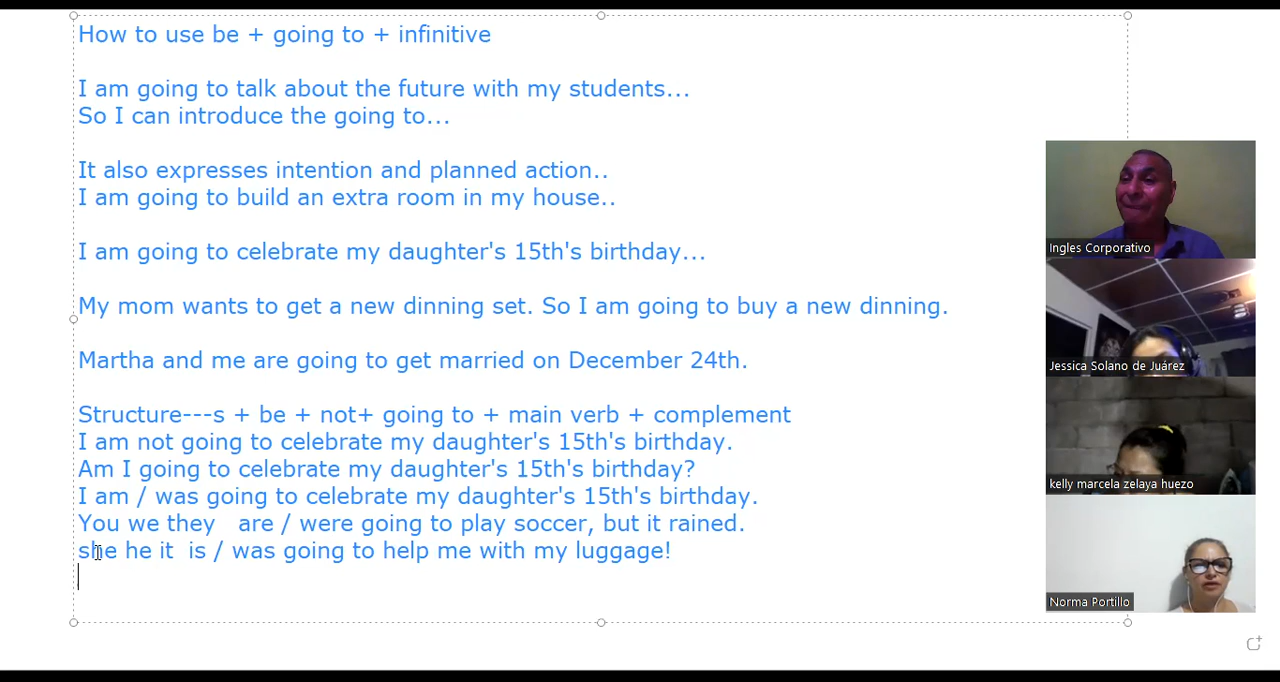 How to use be + going to + infinitive
I am going to talk about the future with my students...
So I can introduce the going to...
It also expresses intention and planned action..
I am going to build an extra room in my house..
I am going to celebrate my daughter's 15th's birthday...
My mom wants to get a new dinning set. So I am going to buy a new dinning.
Martha and me are going to get married on December 24th.
Structure---s + be + not+ going to + main verb + complement
I am not going to celebrate my daughter's 15th's birthday.
Am I going to celebrate my daughter's 15th's birthday?
I am / was going to celebrate my daughter's 15th's birthday.
You we they are / were going to play soccer, but it rained.
she he it is / was going to help me with my luggage!
Ingles Corporativo
Jessica Solano de Juárez
kelly marcela zelaya huezo
Norma Portillo